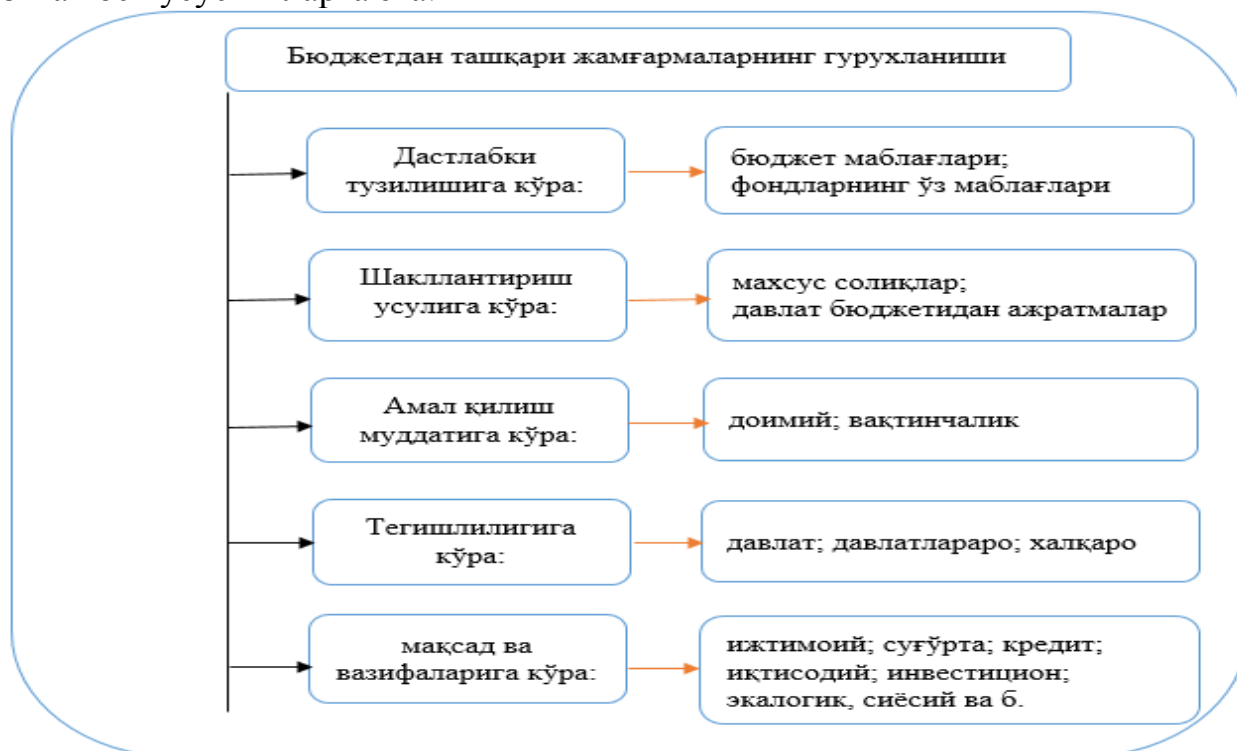 Бюджетдан ташқари жамғармаларнинг гурухланиши
Дастлабки
тузилишига кўра:
бюджет маблағлари;
фондларнинг ўз маблағлари
Шакллантириш
усулига кўра:
махсус солиқлар;
давлат бюджетидан ажратмалар
Амал қилиш
муддатига кўра:
доимий; вақтинчалик
Тегишлилигига
кўра:
давлат; давлатлараро; халқаро
мақсад ва
вазифаларига кўра:
ижтимоий; суғўрта; кредит;
иқтисодий; инвестицион;
экалогик, сиёсий ва б.